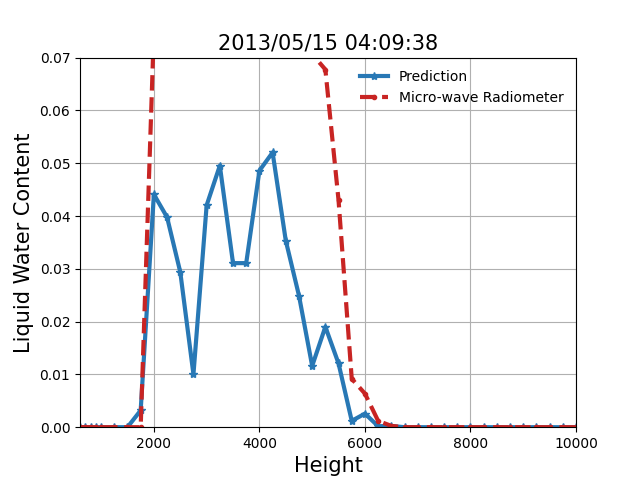 2013/05/15 04:09:38
0.07
0.06
0.05
0.04
0.03
0.02
0.01
0.00
Liquid Water Content
Prediction
Micro-wave Radiometer
2000 4000 6000 8000 10000
Height